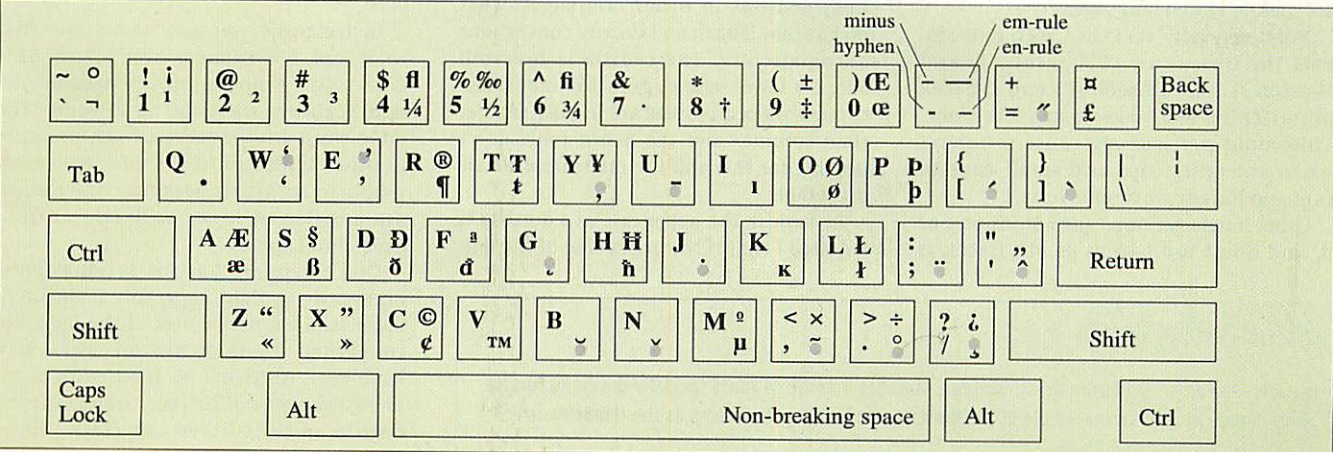 minus em-rule
hyphen en-rule
~ ° ! ¡ @ # $ fl % ‰ ^ fi & * ( ± ) Œ - — + ¤ Back
` ¬ 1 ¹ 2 ² 3 ³ 4 ¼ 5 ½ 6 ¾ 7 · 8 † 9 ‡ 0 œ - – = ˝ £ space
Tab Q W ‘ E ’ R ® T Ŧ Y ¥ U I O Ø P Þ { } | ¦
• ‘ ’ ¶ ŧ , - ı ø þ [ ´ ] ` \
Ctrl A Æ S § D Đ F ª G H Ħ J K L Ł : " „ Return
æ ß ð đ ˛ ħ ˙ ĸ ł ; ¨ ' ^
Shift Z “ X ” C © V B N M º < × > ÷ ? ¿ Shift
« » ¢ TM ˘ ˇ µ , ~ . ° / ¸
Caps
Lock Alt Non-breaking space Alt Ctrl